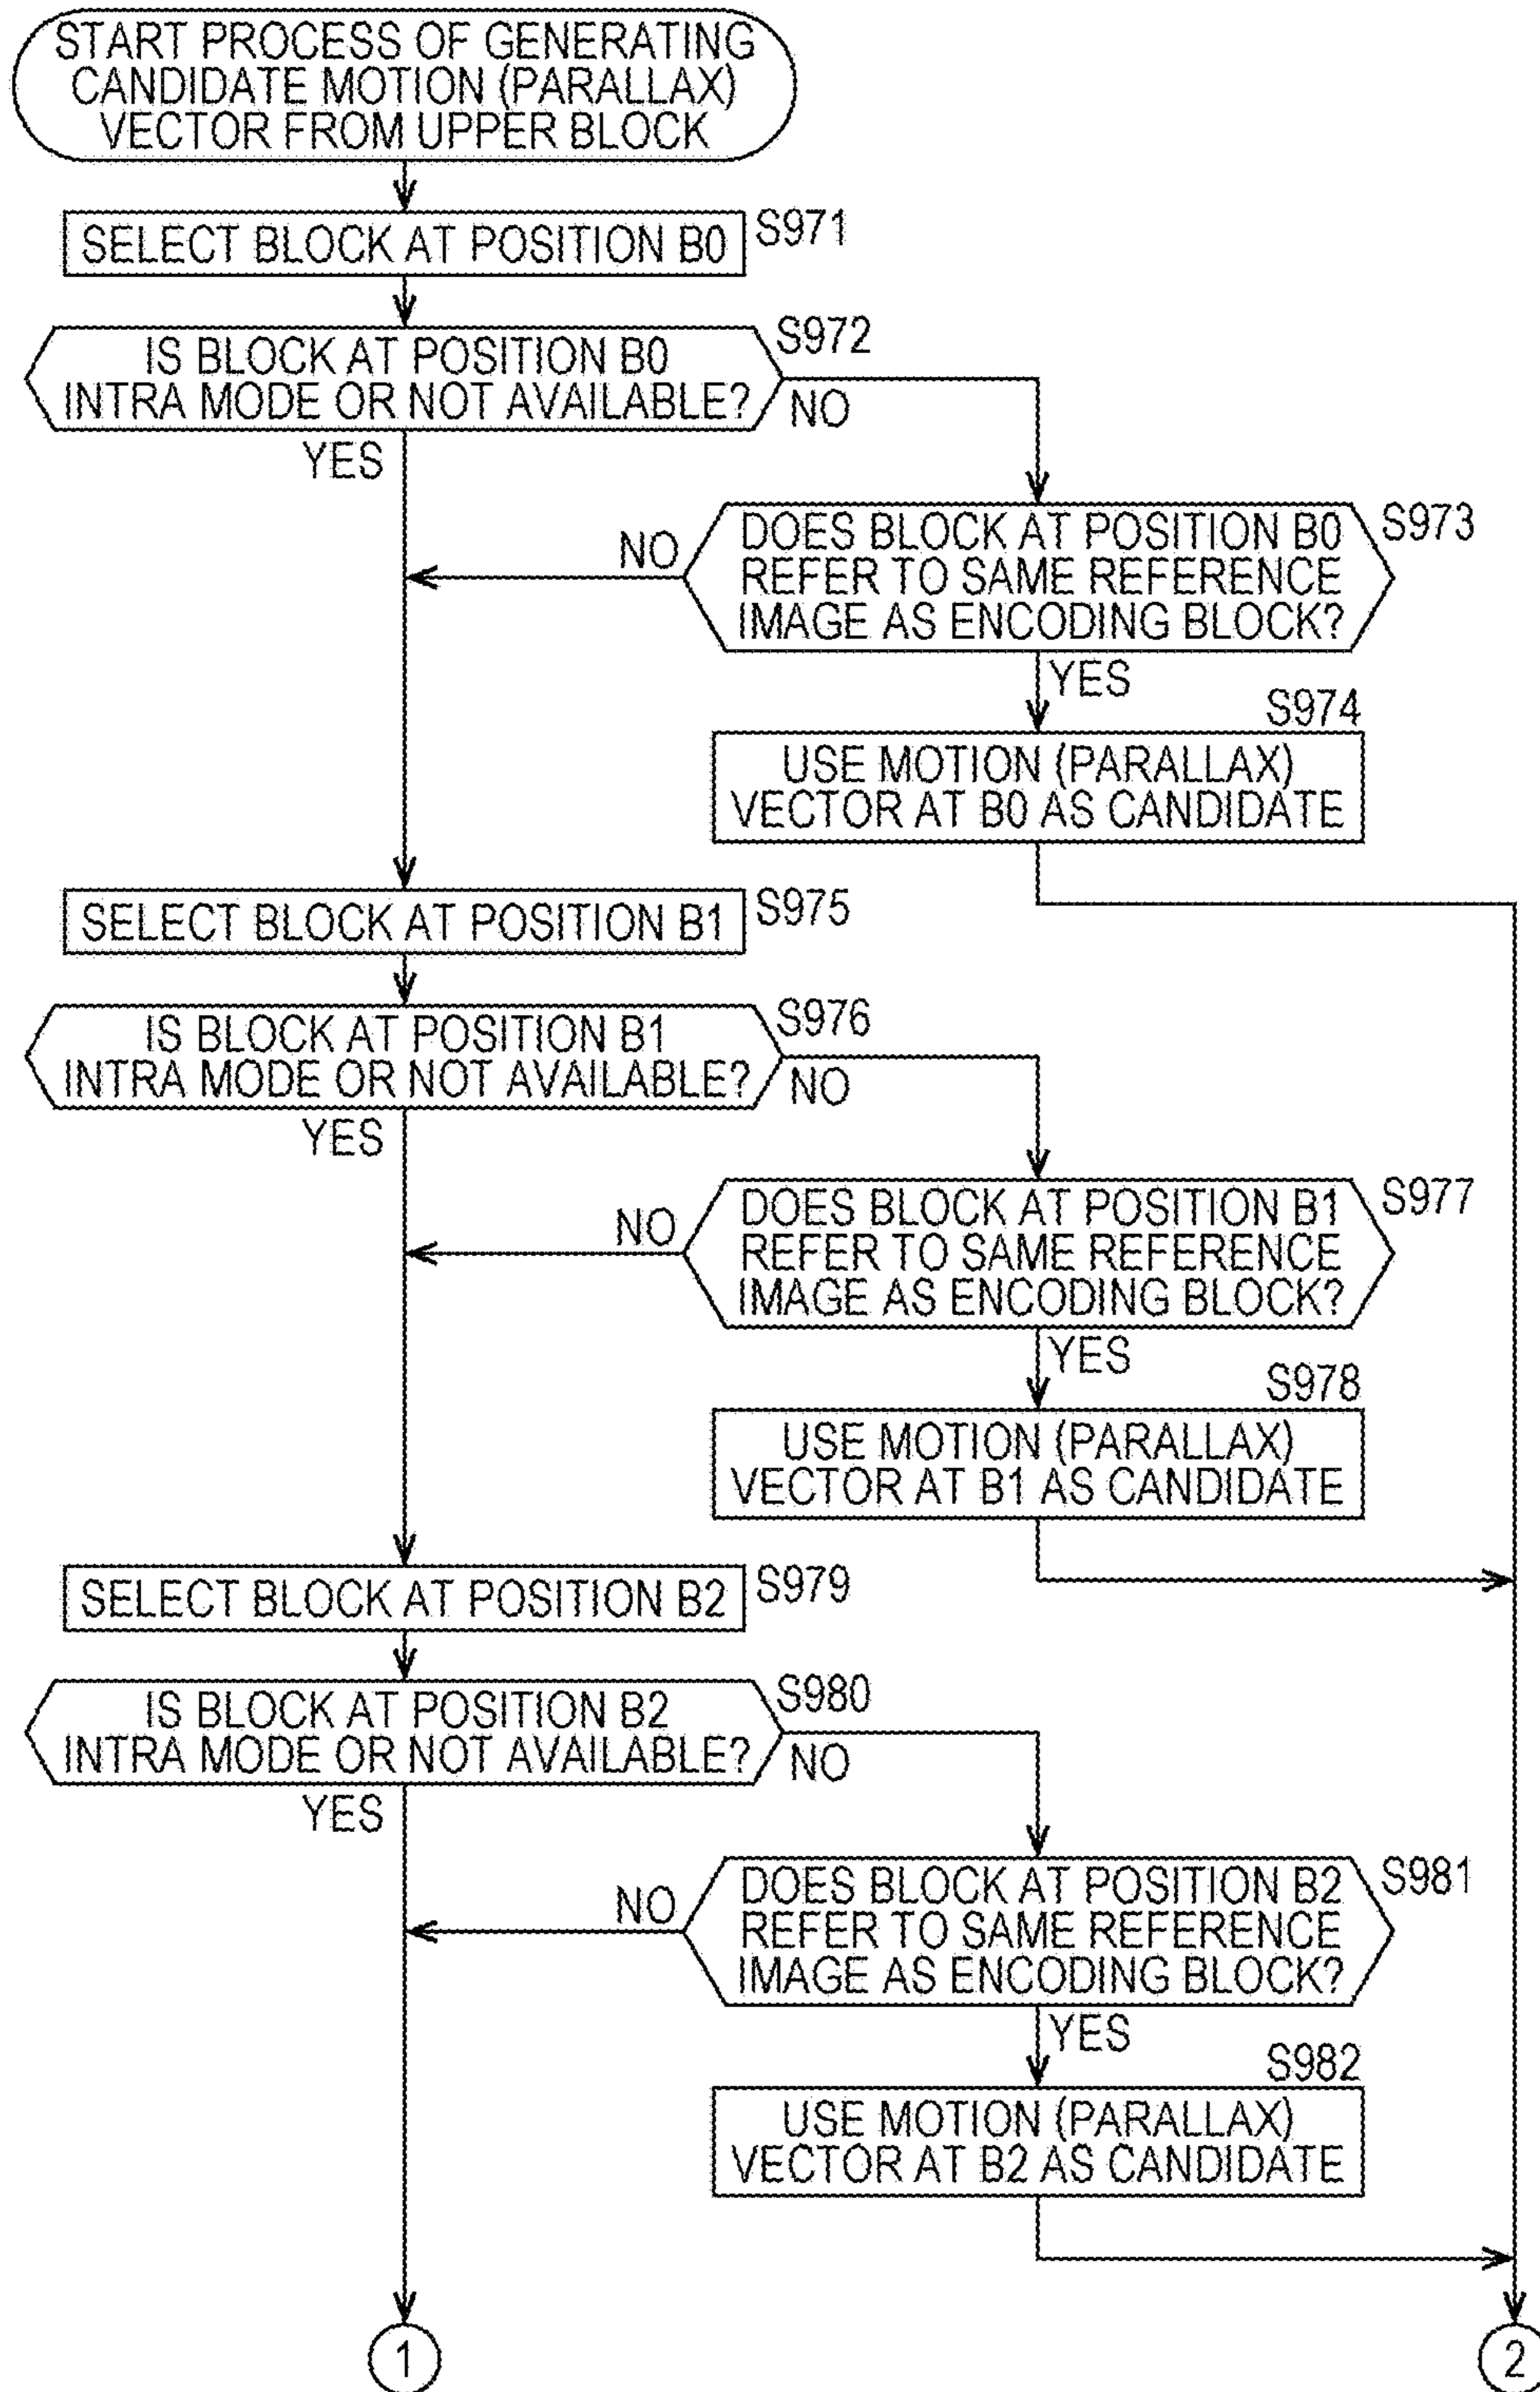 START PROCESS OF GENERATING
CANDIDATE MOTION (PARALLAX)
VECTOR FROM UPPER BLOCK
SELECT BLOCK AT POSITION B0
S971
IS BLOCK AT POSITION B0
INTRA MODE OR NOT AVAILABLE?
S972
NO
YES
DOES BLOCK AT POSITION B0
REFER TO SAME REFERENCE
IMAGE AS ENCODING BLOCK?
S973
NO
YES
S974
USE MOTION (PARALLAX)
VECTOR AT B0 AS CANDIDATE
SELECT BLOCK AT POSITION B1
S975
IS BLOCK AT POSITION B1
INTRA MODE OR NOT AVAILABLE?
S976
NO
YES
DOES BLOCK AT POSITION B1
REFER TO SAME REFERENCE
IMAGE AS ENCODING BLOCK?
S977
NO
YES
S978
USE MOTION (PARALLAX)
VECTOR AT B1 AS CANDIDATE
SELECT BLOCK AT POSITION B2
S979
IS BLOCK AT POSITION B2
INTRA MODE OR NOT AVAILABLE?
S980
NO
YES
DOES BLOCK AT POSITION B2
REFER TO SAME REFERENCE
IMAGE AS ENCODING BLOCK?
S981
NO
YES
S982
USE MOTION (PARALLAX)
VECTOR AT B2 AS CANDIDATE
1
2